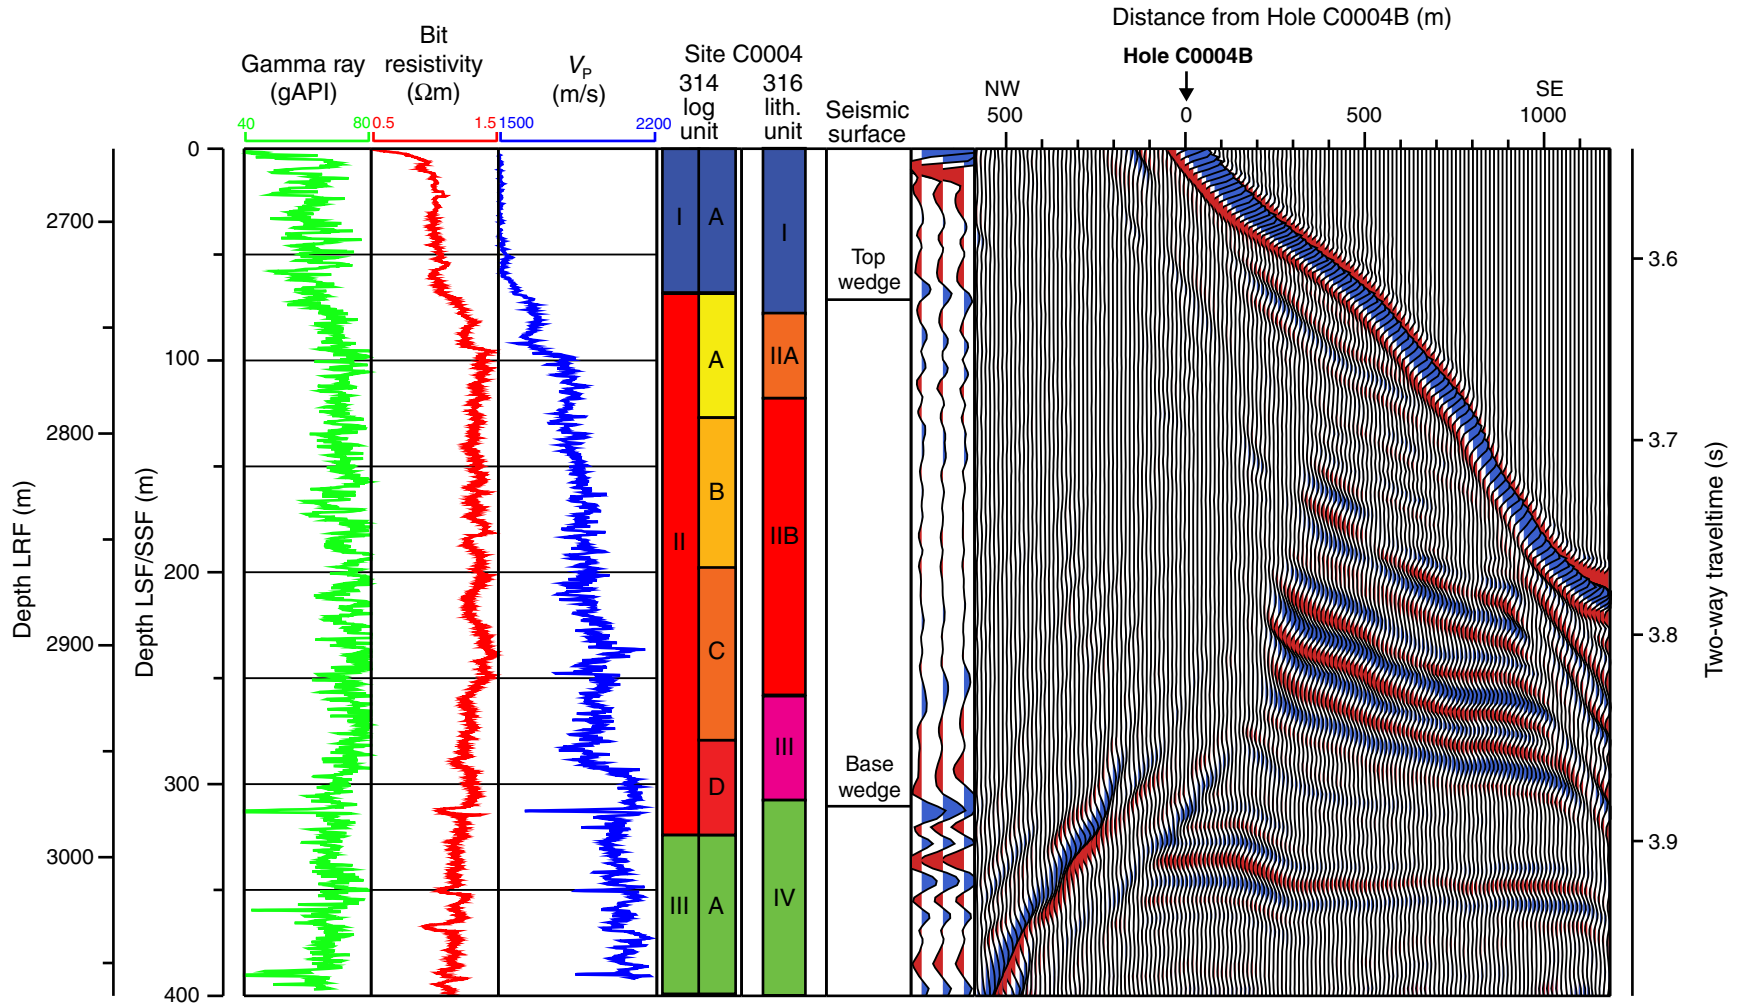 Distance from Hole C0004B (m)
Hole C0004B
NW
SE
500
0
500
1000
Gamma ray
(gAPI)
40
80
Bit
resistivity
(Ωm)
0.5
1.5
VP
(m/s)
1500
2200
Site C0004
314
log
unit
316
lith.
unit
Seismic
surface
Depth LRF (m)
2700
2800
2900
3000
Depth LSF/SSF (m)
0
100
200
300
400
I
A
II
A
B
C
D
III
A
I
IIA
IIB
III
IV
Top
wedge
Base
wedge
3.6
3.7
3.8
3.9
Two-way traveltime (s)